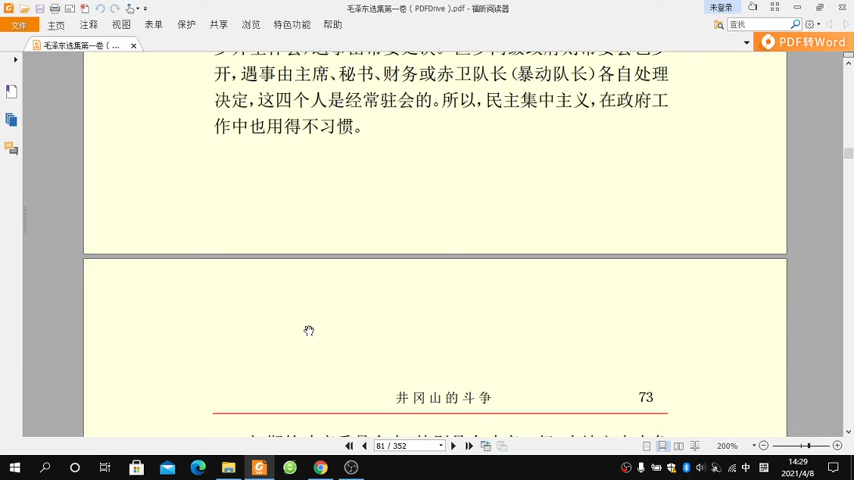 毛泽东选集第一卷（PDFDrive).pdf - 福昕阅读器
未登录
文件
主页
注释
视图
表单
保护
共享
浏览
特色功能
帮助
查找
毛泽东选集第一卷（ PD...
PDF转Word
开，遇事由主席、秘书、财务或赤卫队长（暴动队长）各自处理
决定，这四个人是经常驻会的。所以，民主集中主义，在政府工
作中也用得不习惯。
井冈山的斗争
73
81 / 352
200%
中
14:29
2021/4/8